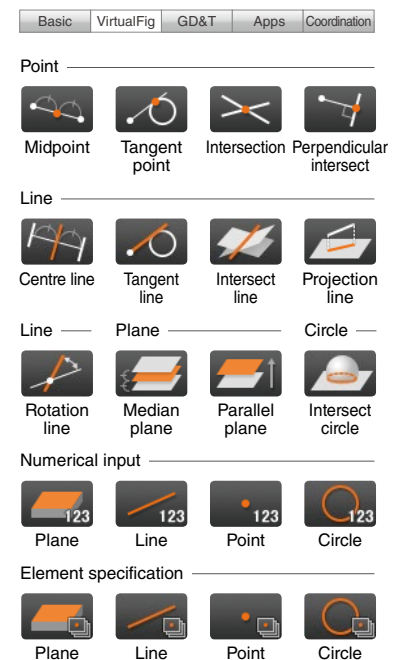 Basic VirtualFig GD&T Apps Coordination
Point
Midpoint Tangent point Intersection Perpendicular intersect
Line
Centre line Tangent line Intersect line Projection line
Line Plane Circle
Rotation line Median plane Parallel plane Intersect circle
Numerical input
123 123 123 123
Plane Line Point Circle
Element specification
Plane Line Point Circle